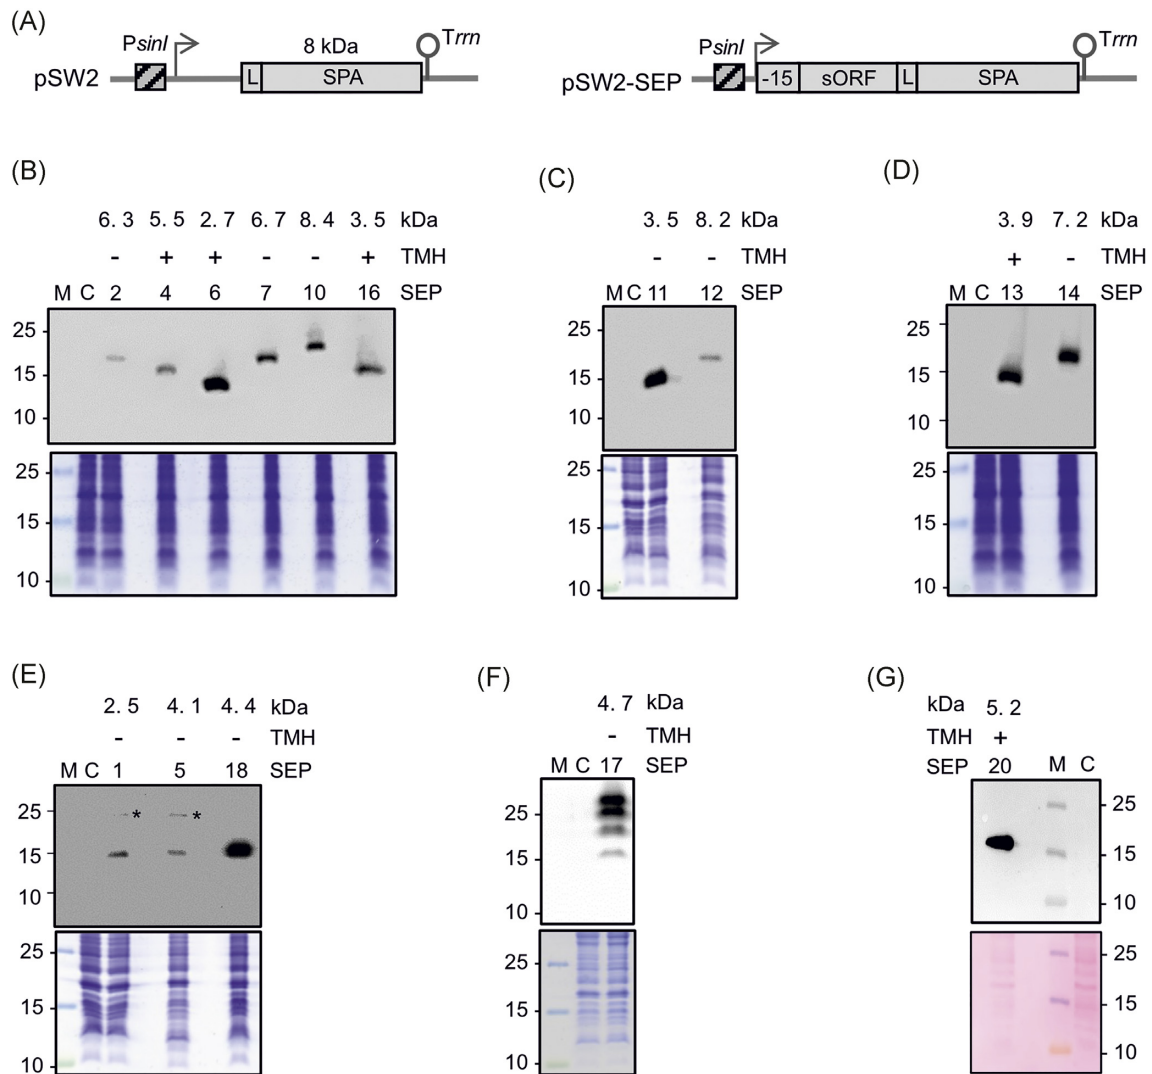 (A)
PsinI
8 kDa
Trrn
pSW2
L
SPA
PsinI
Trrn
pSW2-SEP
-15
sORF
L
SPA
(B)
6. 3 5. 5 2. 7 6. 7 8. 4 3. 5 kDa
- + + - - + TMH
M C 2 4 6 7 10 16 SEP
25
15
10
25
15
10
(C)
3. 5 8. 2 kDa
- - TMH
M C 11 12 SEP
25
15
10
25
15
10
(D)
3. 9 7. 2 kDa
+ - TMH
M C 13 14 SEP
25
15
10
25
15
10
(E)
2. 5 4. 1 4. 4 kDa
- - - TMH
M C 1 5 18 SEP
25
* *
15
10
25
15
10
(F)
4. 7 kDa
- TMH
M C 17 SEP
25
15
10
25
15
10
(G)
kDa 5. 2
TMH +
SEP 20 M C
25
15
10
25
15
10